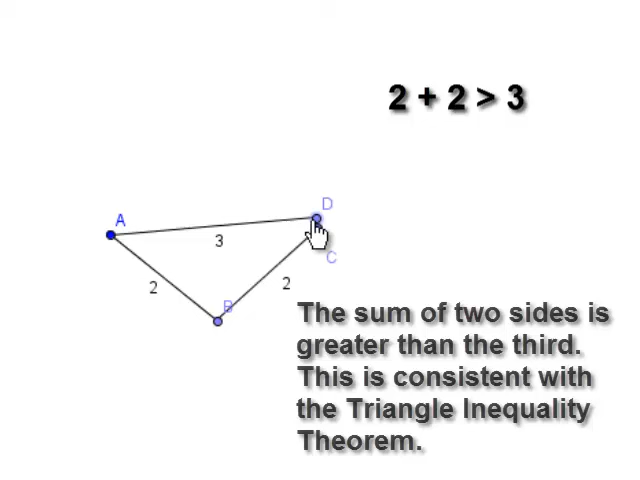 2 + 2 > 3
D
A
3
C
2
2
B
The sum of two sides is
greater than the third.
This is consistent with
the Triangle Inequality
Theorem.